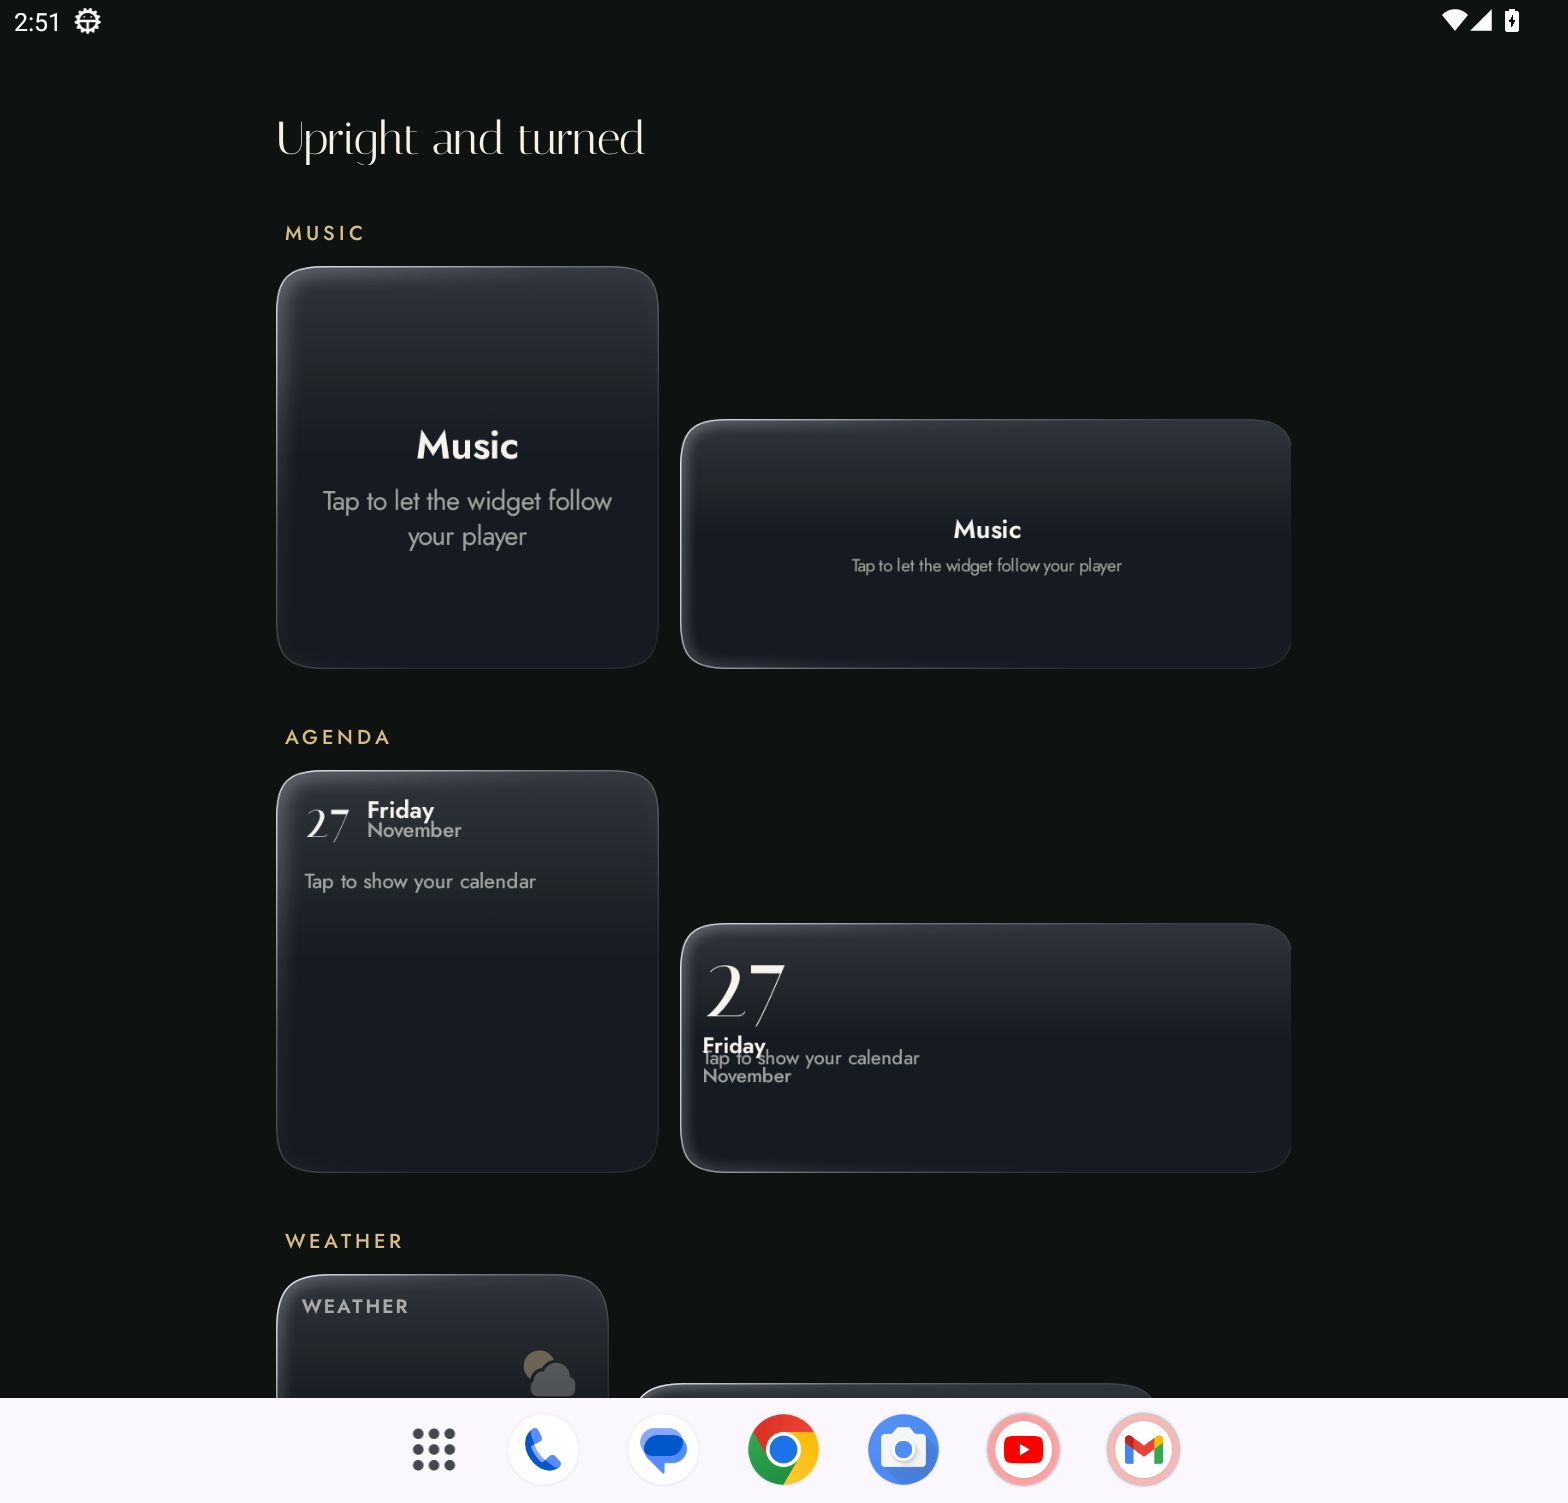 2:51
Upright and turned
MUSIC
Music
Tap to let the widget follow
your player
Music
Tap to let the widget follow your player
AGENDA
27
Friday
November
Tap to show your calendar
27
Friday
Tap to show your calendar
November
WEATHER
WEATHER